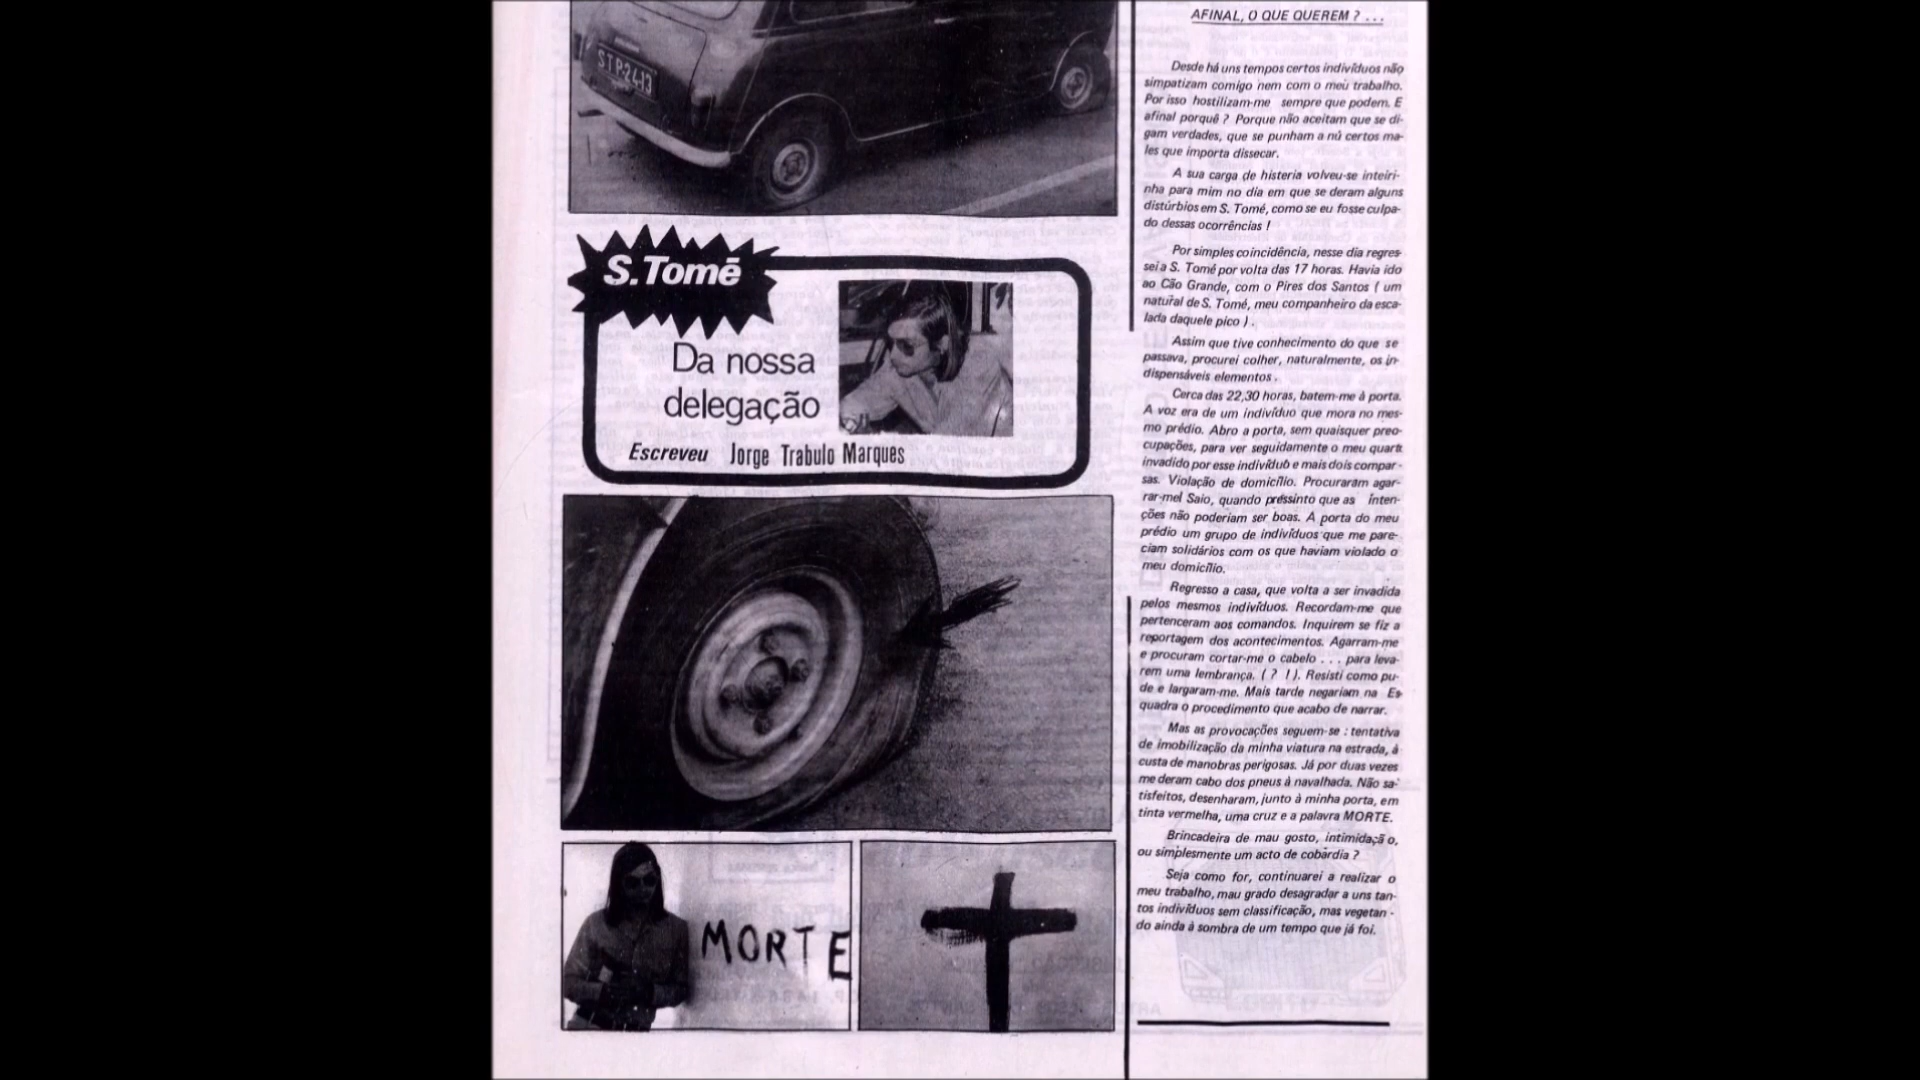 STP-24-13
S.Tomē
Da nossa
delegação
Escreveu Jorge Trabulo Marques
MORTE
AFINAL, O QUE QUEREM ? ...
Desde há uns tempos certos indivíduos não
simpatizam comigo nem com o meu trabalho.
Por isso hostilizam-me sempre que podem. E
afinal porquê ? Porque não aceitam que se di-
gam verdades, que se punham a nú certos ma-
les que importa dissecar.
A sua carga de histeria volveu-se inteiri-
nha para mim no dia em que se deram alguns
distúrbios em S. Tomé, como se eu fosse culpa-
do dessas ocorrências !
Por simples coincidência, nesse dia regres-
sei a S. Tomé por volta das 17 horas. Havia ido
ao Cão Grande, com o Pires dos Santos ( um
natural de S. Tomé, meu companheiro da esca-
lada daquele pico ) .
Assim que tive conhecimento do que se
passava, procurei colher, naturalmente, os in-
dispensáveis elementos .
Cerca das 22,30 horas, batem-me à porta.
A voz era de um indivíduo que mora no mes-
mo prédio. Abro a porta, sem quaisquer preo-
cupações, para ver seguidamente o meu quart
invadido por esse indivíduo e mais dois compar-
sas. Violação de domicílio. Procuraram agar-
rar-me! Saio, quando préssinto que as inten-
ções não poderiam ser boas. A porta do meu
prédio um grupo de indivíduos que me pare-
ciam solidários com os que haviam violado o
meu domicílio.
Regresso a casa, que volta a ser invadida
pelos mesmos indivíduos. Recordam-me que
pertenceram aos comandos. Inquirem se fiz a
reportagem dos acontecimentos. Agarram-me
e procuram cortar-me o cabelo . . . para leva-
rem uma lembrança. ( ? ! ). Resisti como pu-
de e largaram-me. Mais tarde negariam na Es-
quadra o procedimento que acabo de narrar.
Mas as provocações seguem-se : tentativa
de imobilização da minha viatura na estrada, à
custa de manobras perigosas. Já por duas vezes
me deram cabo dos pneus à navalhada. Não sa-
tisfeitos, desenharam, junto à minha porta, em
tinta vermelha, uma cruz e a palavra MORTE.
Brincadeira de mau gosto, intimidação,
ou simplesmente um acto de cobardia ?
Seja como for, continuarei a realizar o
meu trabalho, mau grado desagradar a uns tan-
tos indivíduos sem classificação, mas vegetan -
do ainda à sombra de um tempo que já foi.